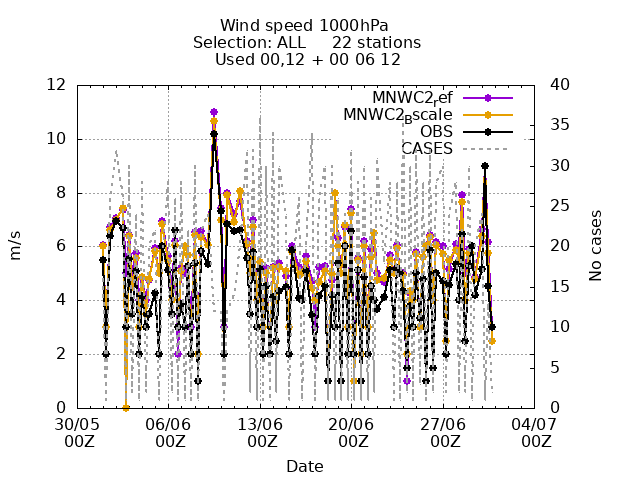 Wind speed 1000hPa
Selection: ALL 22 stations
Used 00,12 + 00 06 12
12 40
MNWC2ref
35
MNWC2Bscale
10 OBS
30
CASES
8
25
6 20
m/s No cases
15
4
10
2
5
0 0
30/05 06/06 13/06 20/06 27/06 04/07
00Z 00Z 00Z 00Z 00Z 00Z
Date